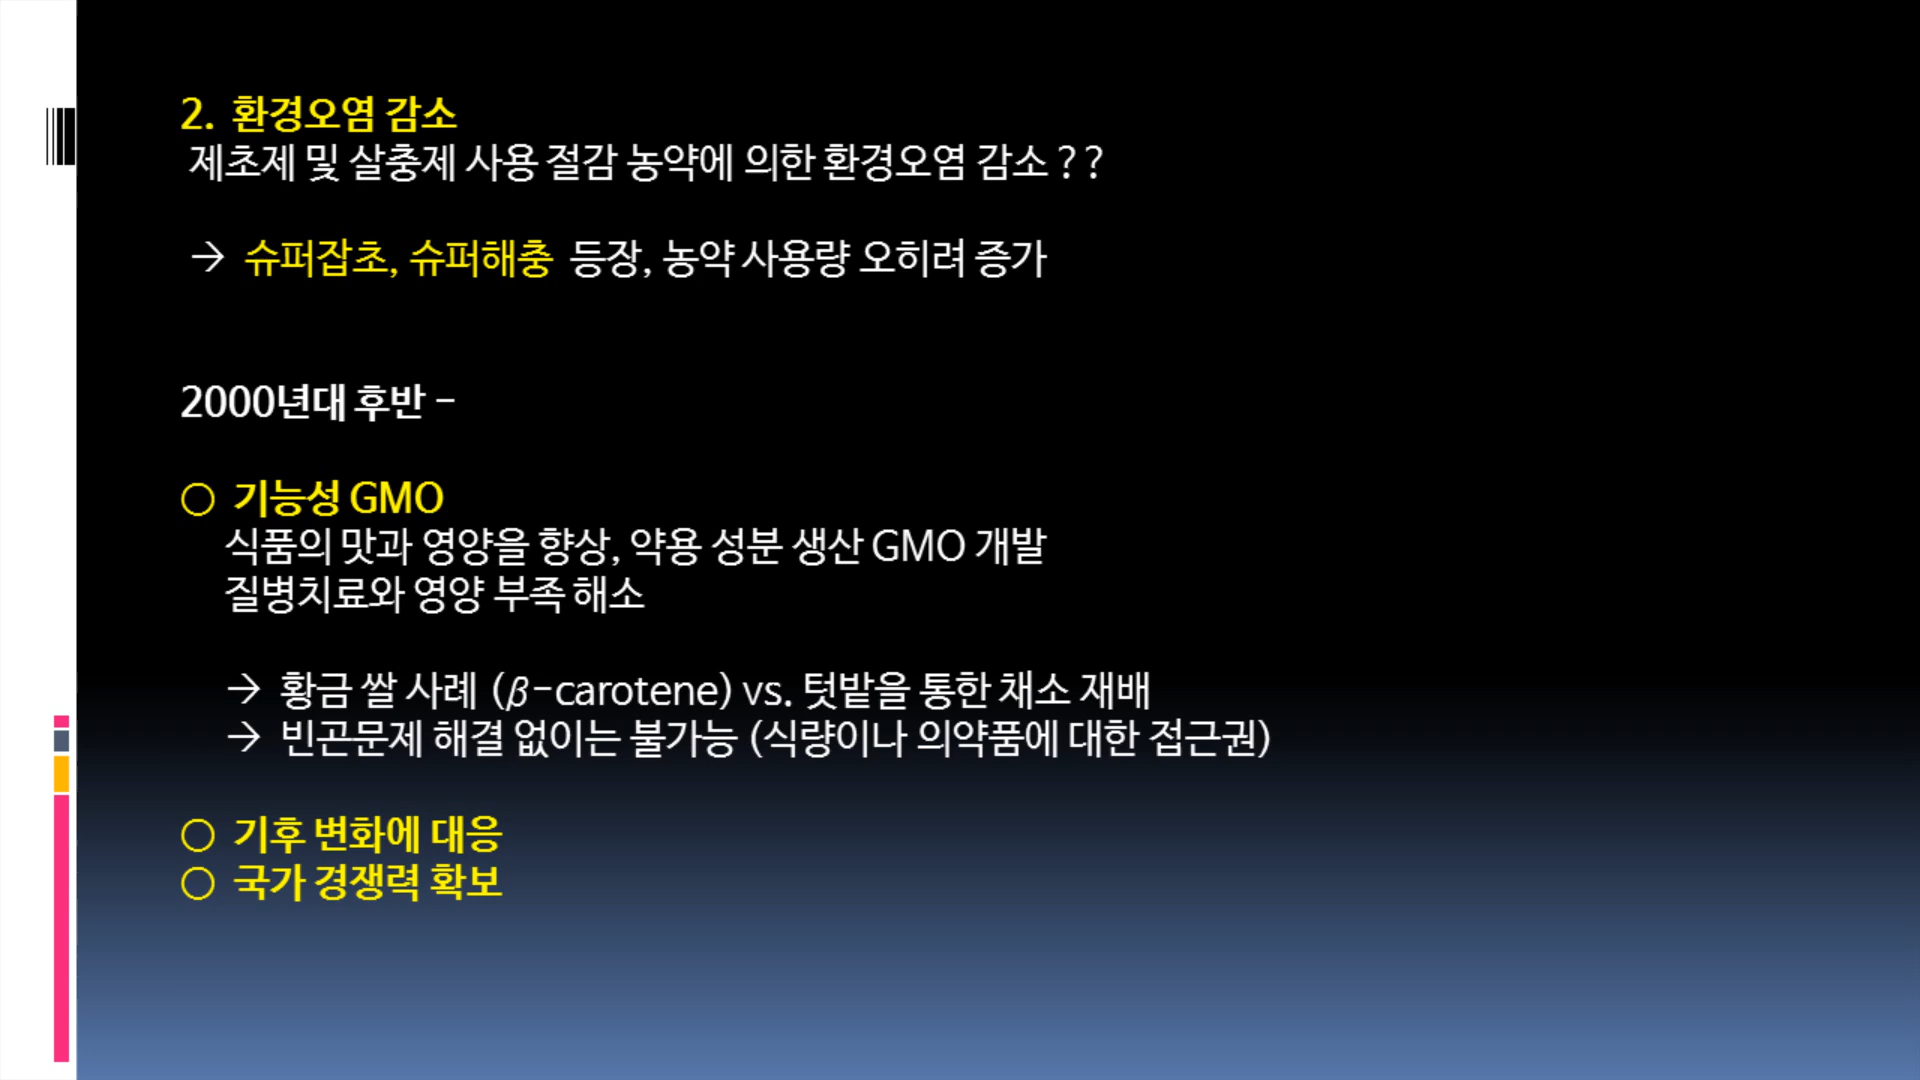 2. 환경오염 감소
제초제 및 살충제 사용 절감 농약에 의한 환경오염 감소 ? ?
→ 슈퍼잡초, 슈퍼해충 등장, 농약 사용량 오히려 증가
2000년대 후반 –
○ 기능성 GMO
식품의 맛과 영양을 향상, 약용 성분 생산 GMO 개발
질병치료와 영양 부족 해소
→ 황금 쌀 사례 (β-carotene) vs. 텃밭을 통한 채소 재배
→ 빈곤문제 해결 없이는 불가능 (식량이나 의약품에 대한 접근권)
○ 기후 변화에 대응
○ 국가 경쟁력 확보